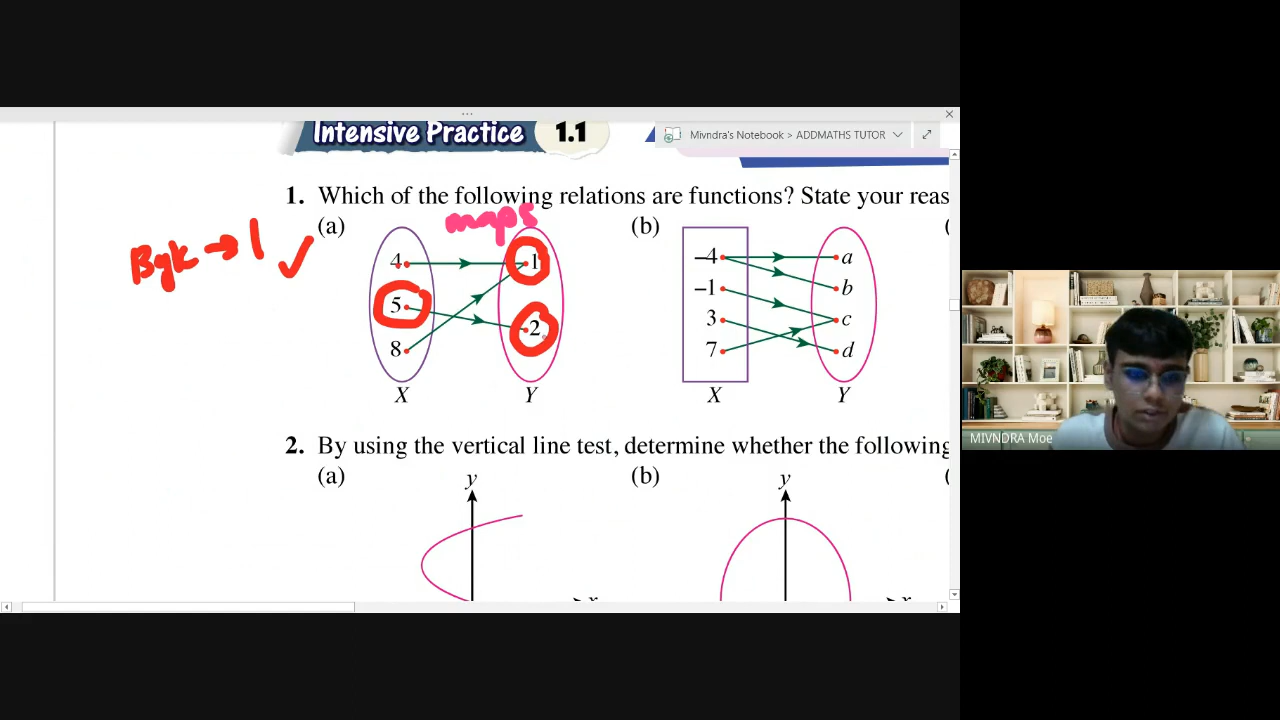 Intensive Practice 1.1
Mivndra's Notebook > ADDMATHS TUTOR
1. Which of the following relations are functions? State your reas
(a)
maps
Bgk → 1 ✓
4
5
8
X
1
2
Y
(b)
–4
–1
3
7
X
a
b
c
d
Y
(
2. By using the vertical line test, determine whether the following
(a)
y
x
(b)
y
x
(
MIVNDRA Moe